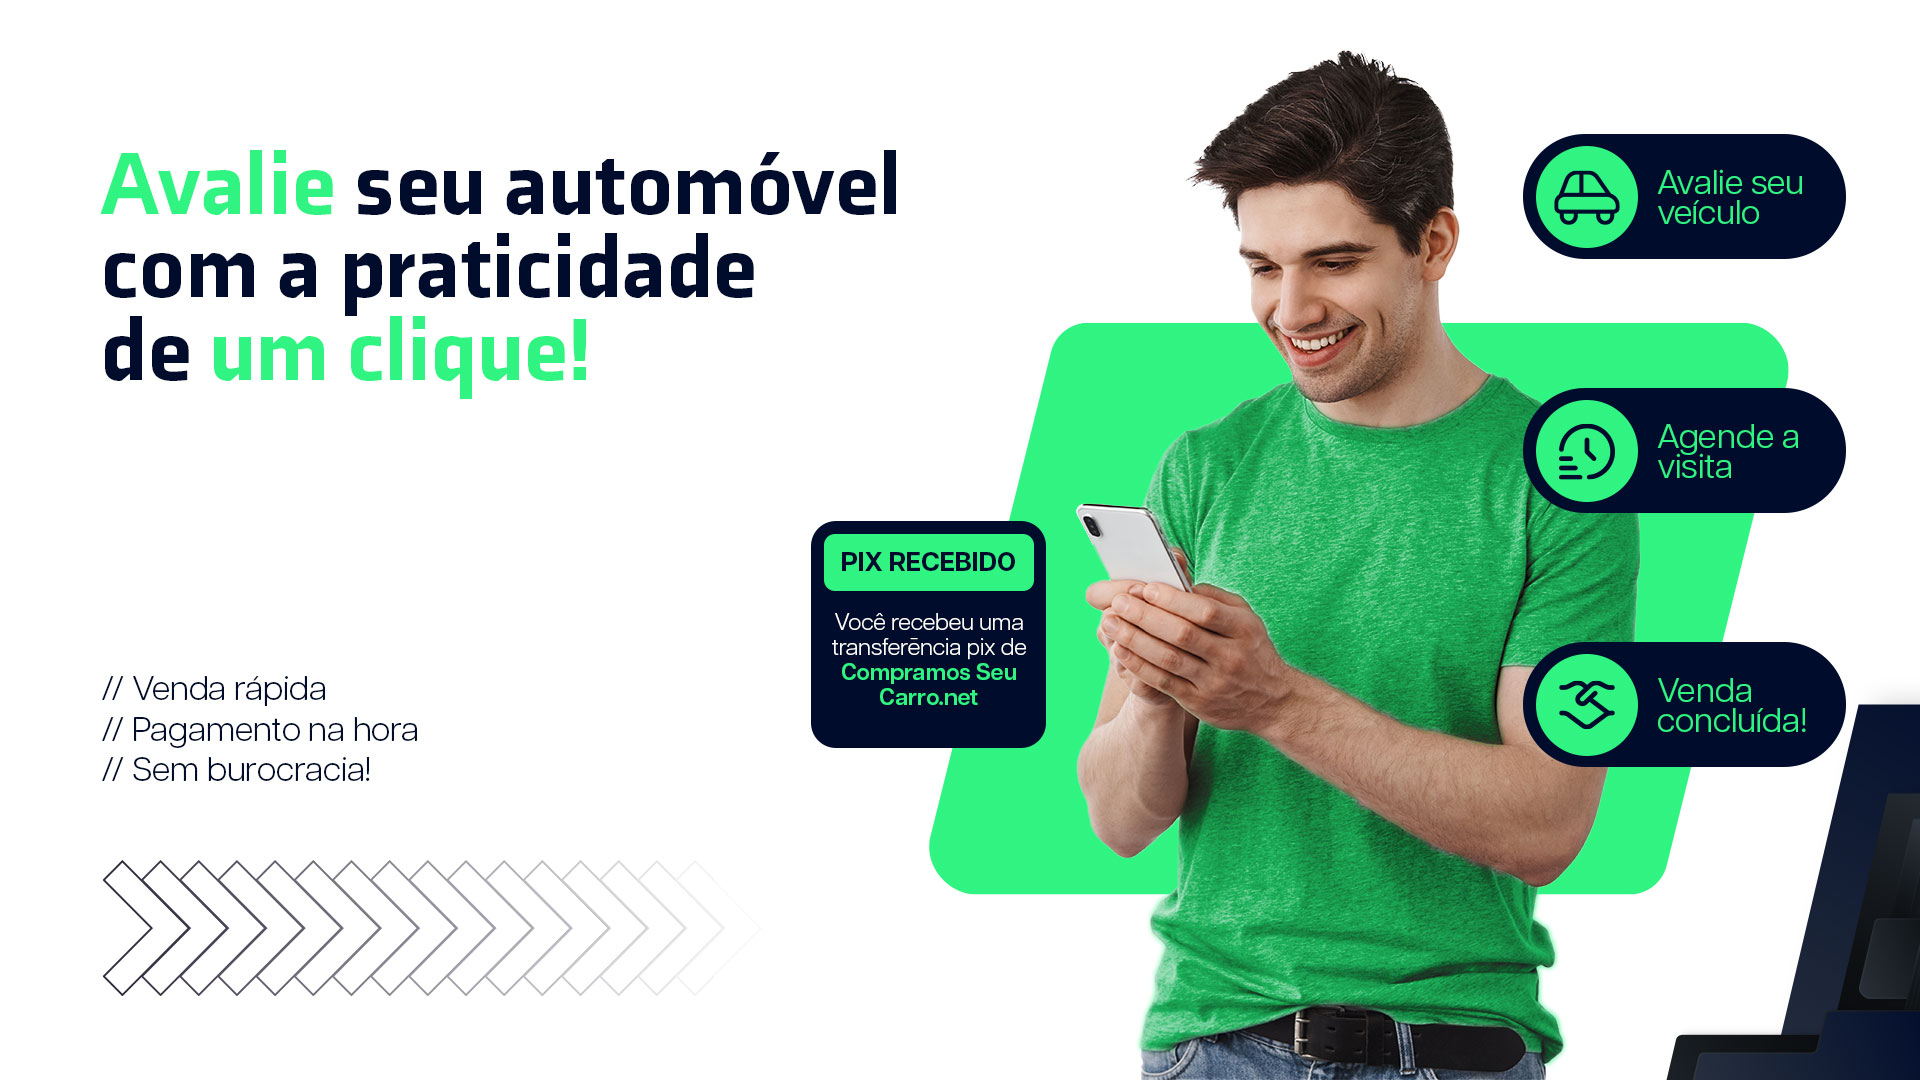 Avalie seu automóvel
com a praticidade
de um clique!
// Venda rápida
// Pagamento na hora
// Sem burocracia!
PIX RECEBIDO
Você recebeu uma
transferência pix de
Compramos Seu
Carro.net
Avalie seu
veículo
Agende a
visita
Venda
concluída!